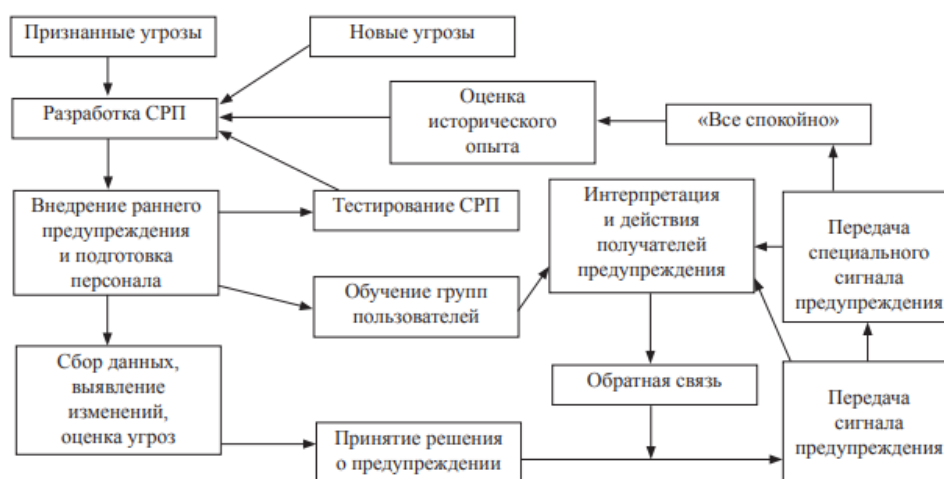 Признанные угрозы
Новые угрозы
Разработка СРП
Оценка
исторического
опыта
«Все спокойно»
Внедрение раннего
предупреждения
и подготовка
персонала
Тестирование СРП
Интерпретация
и действия
получателей
предупреждения
Передача
специального
сигнала
предупреждения
Обучение групп
пользователей
Сбор данных,
выявление
изменений,
оценка угроз
Обратная связь
Передача
сигнала
предупреждения
Принятие решения
о предупреждении